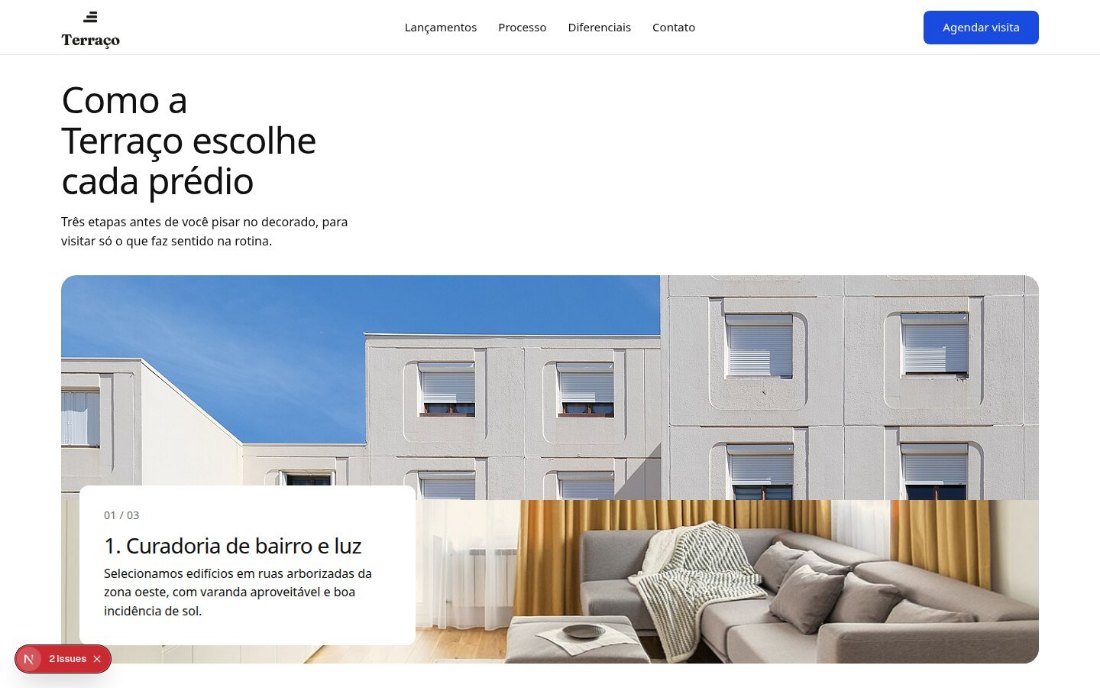 Terraço
Lançamentos Processo Diferenciais Contato
Agendar visita
Como a
Terraço escolhe
cada prédio
Três etapas antes de você pisar no decorado, para
visitar só o que faz sentido na rotina.
01 / 03
1. Curadoria de bairro e luz
Selecionamos edifícios em ruas arborizadas da
zona oeste, com varanda aproveitável e boa
incidência de sol.
N 2 Issues